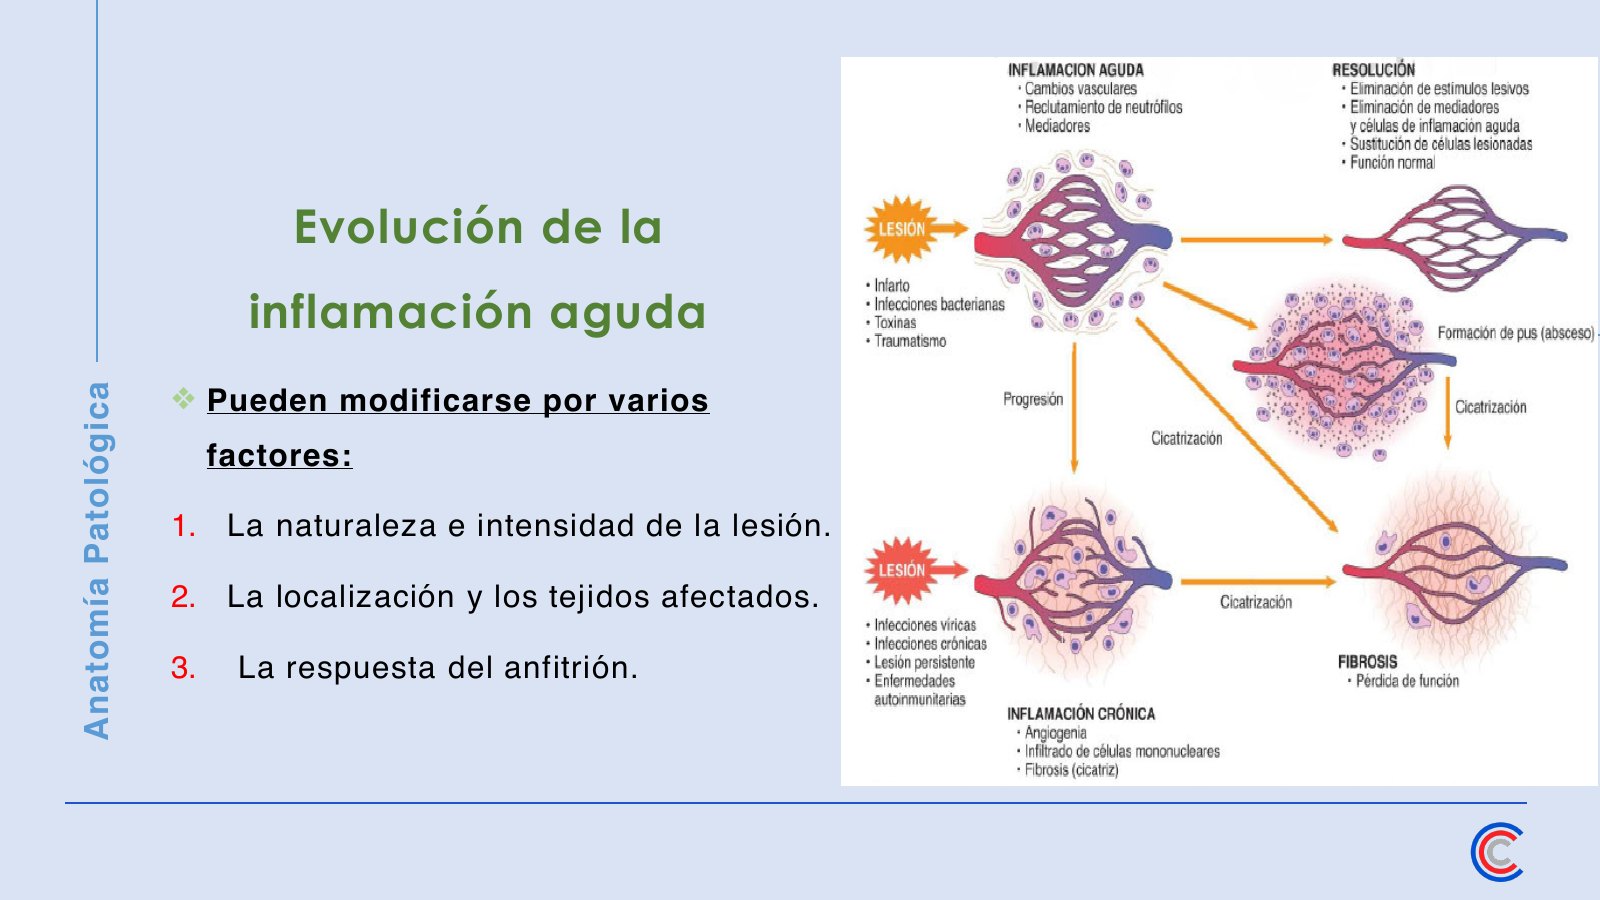 Anatomía Patológica
Evolución de la
inflamación aguda
Pueden modificarse por varios
factores:
1. La naturaleza e intensidad de la lesión.
2. La localización y los tejidos afectados.
3. La respuesta del anfitrión.
INFLAMACION AGUDA
• Cambios vasculares
• Reclutamiento de neutrófilos
• Mediadores
RESOLUCIÓN
• Eliminación de estímulos lesivos
• Eliminación de mediadores
y células de inflamación aguda
• Sustitución de células lesionadas
• Función normal
LESIÓN
• Infarto
• Infecciones bacterianas
• Toxinas
• Traumatismo
Formación de pus (absceso)
Progresión
Cicatrización
Cicatrización
LESIÓN
• Infecciones víricas
• Infecciones crónicas
• Lesión persistente
• Enfermedades
autoinmunitarias
Cicatrización
FIBROSIS
• Pérdida de función
INFLAMACIÓN CRÓNICA
• Angiogenia
• Infiltrado de células mononucleares
• Fibrosis (cicatriz)